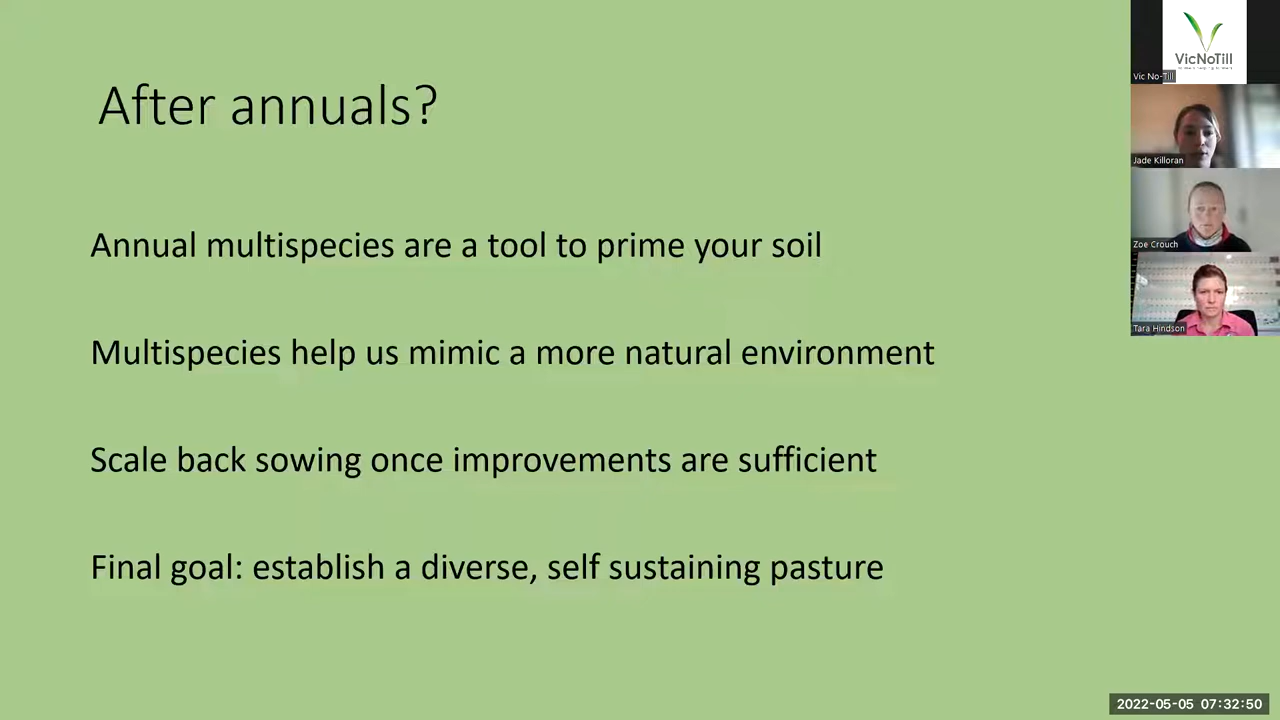 After annuals?
Annual multispecies are a tool to prime your soil
Multispecies help us mimic a more natural environment
Scale back sowing once improvements are sufficient
Final goal: establish a diverse, self sustaining pasture
VicNoTill
Vic No-Till
Jade Killoran
Zoe Crouch
Tara Hindson
2022-05-05 07:32:50